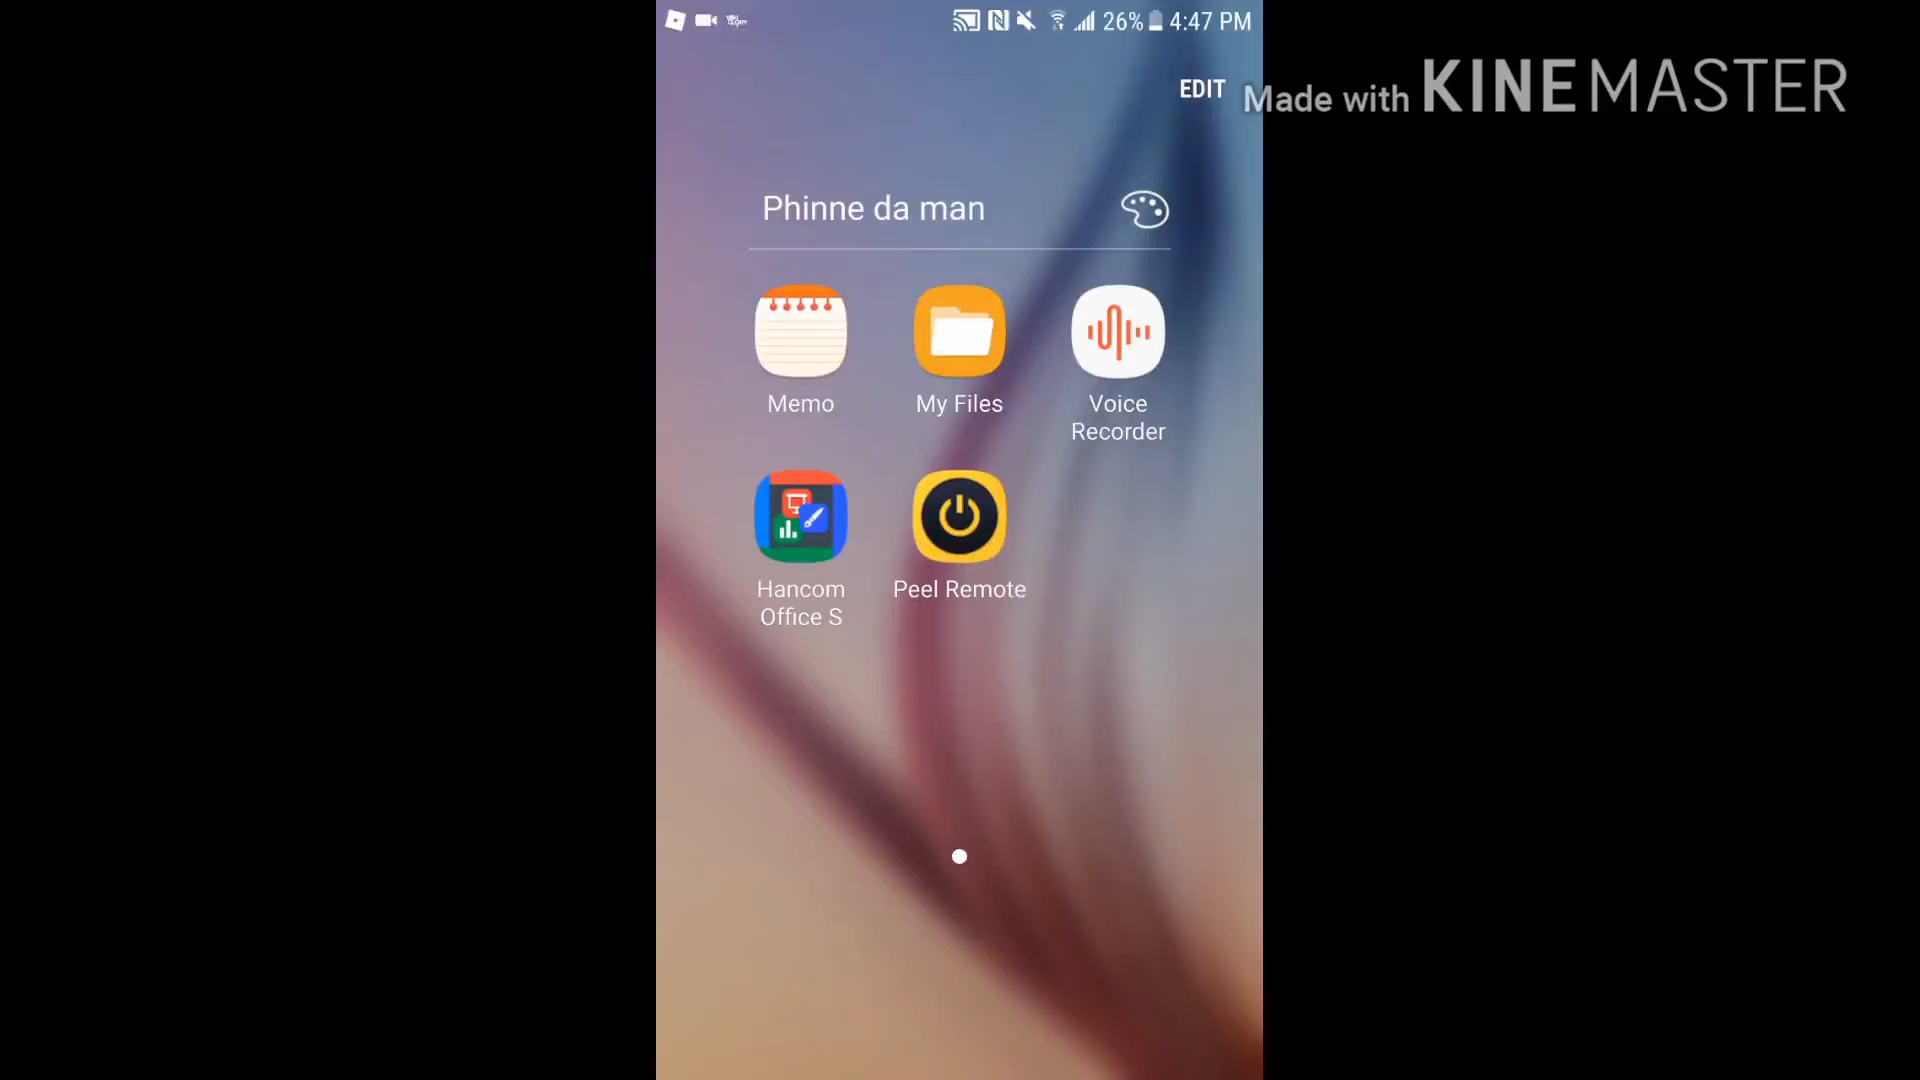 26% 4:47 PM
EDIT
Made with KINEMASTER
Phinne da man
Memo
My Files
Voice
Recorder
Hancom
Office S
Peel Remote